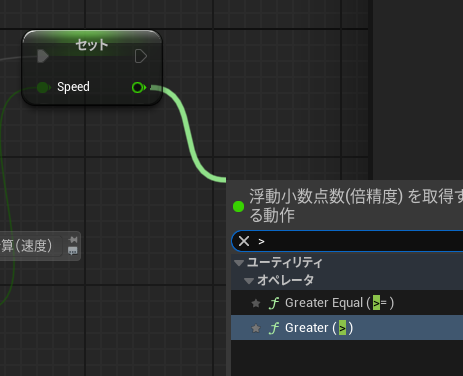 セット
Speed
浮動小数点数(倍精度) を取得す
る動作
>
算(速度)
ユーティリティ
オペレータ
Greater Equal (>=)
Greater (>)